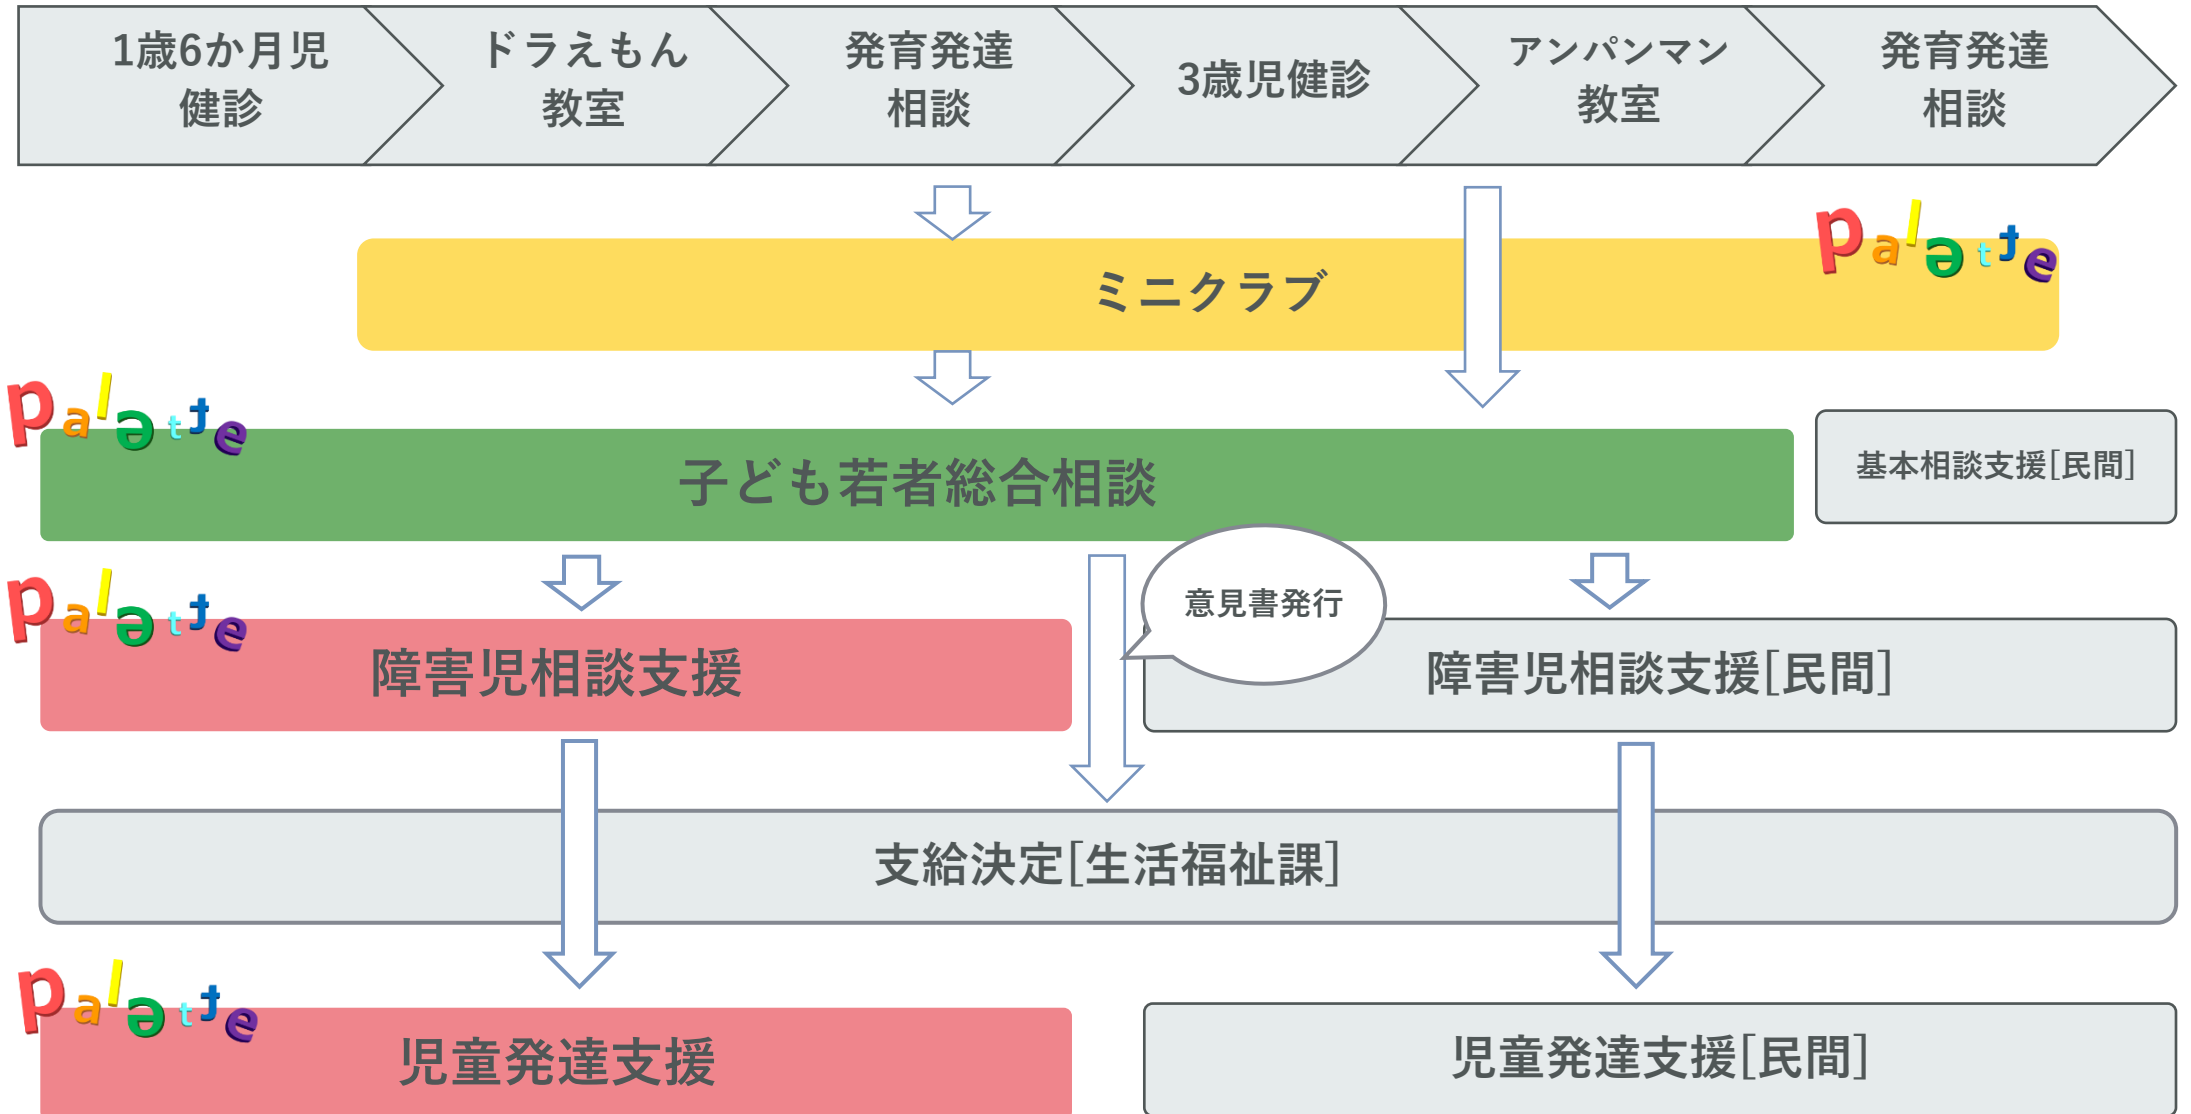 1歳6か月児
健診
ドラえもん
教室
発育発達
相談
3歳児健診
アンパンマン
教室
発育発達
相談
palette
ミニクラブ
palette
子ども若者総合相談
基本相談支援[民間]
意見書発行
palette
障害児相談支援
障害児相談支援[民間]
支給決定[生活福祉課]
palette
児童発達支援
児童発達支援[民間]